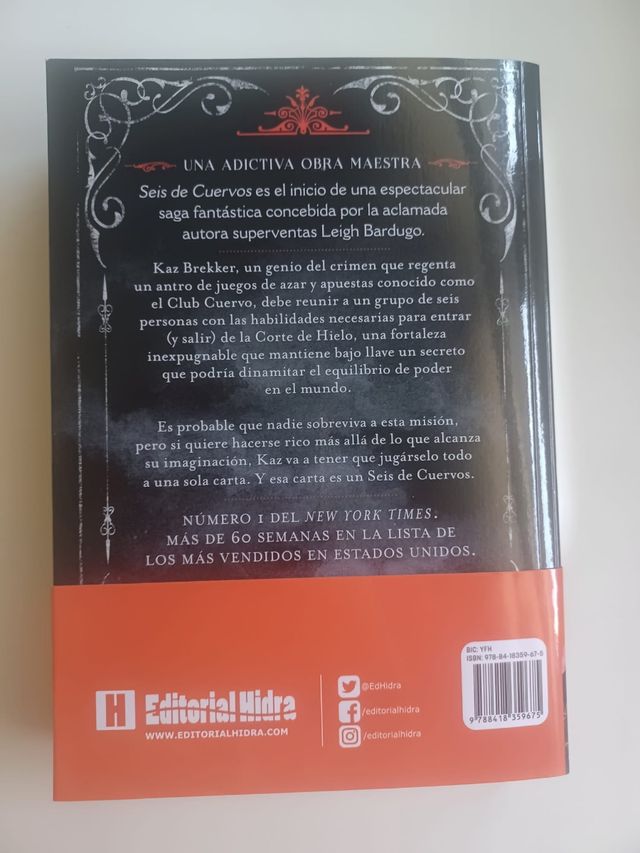 UNA ADICTIVA OBRA MAESTRA
Seis de Cuervos es el inicio de una espectacular
saga fantástica concebida por la aclamada
autora superventas Leigh Bardugo.
Kaz Brekker, un genio del crimen que regenta
un antro de juegos de azar y apuestas conocido como
el Club Cuervo, debe reunir a un grupo de seis
personas con las habilidades necesarias para entrar
(y salir) de la Corte de Hielo, una fortaleza
inexpugnable que mantiene bajo llave un secreto
que podría dinamitar el equilibrio de poder
en el mundo.
Es probable que nadie sobreviva a esta misión,
pero si quiere hacerse rico más allá de lo que alcanza
su imaginación, Kaz va a tener que jugárselo todo
a una sola carta. Y esa carta es un Seis de Cuervos.
NÚMERO 1 DEL NEW YORK TIMES.
MÁS DE 60 SEMANAS EN LA LISTA DE
LOS MÁS VENDIDOS EN ESTADOS UNIDOS.
BIC: YFH
ISBN: 978-84-18359-67-5
9 788418 359675
H Editorial Hidra
WWW.EDITORIALHIDRA.COM
@EdHidra
/editorialhidra
/editorialhidra